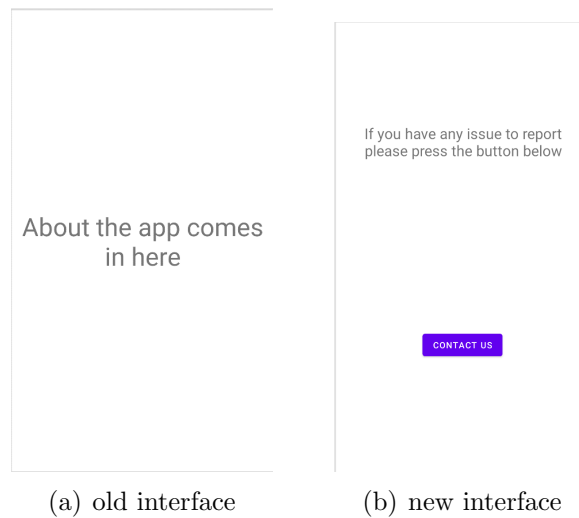 About the app comes
in here
(a) old interface
If you have any issue to report
please press the button below
CONTACT US
(b) new interface